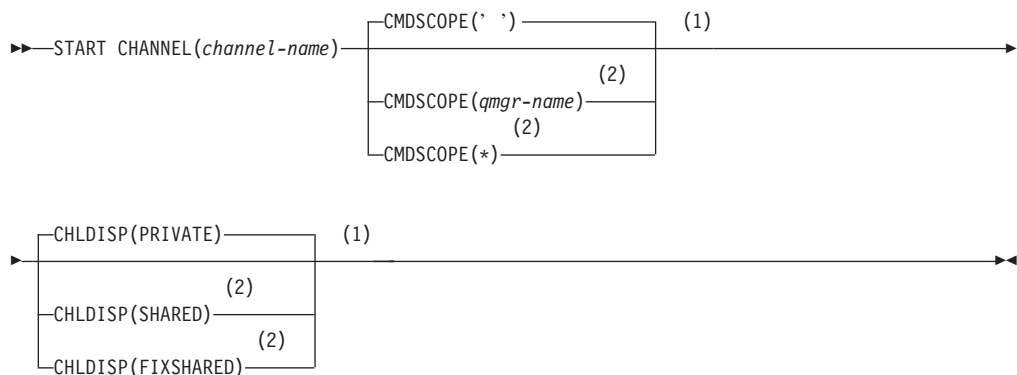 CMDSCOPE(’ ’) (1)
START CHANNEL(channel-name)
(2)
CMDSCOPE(qmgr-name)
(2)
CMDSCOPE(*)
CHLDISP(PRIVATE) (1)
(2)
CHLDISP(SHARED)
(2)
CHLDISP(FIXSHARED)